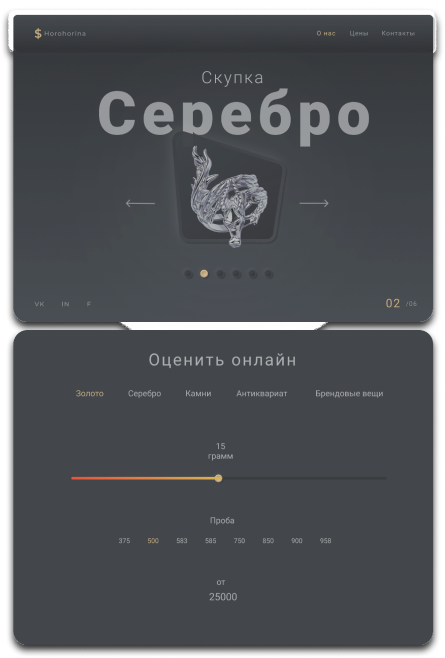 $ Horohorina
О нас Цены Контакты
Скупка
Серебро
VK IN F
02 /06
Оценить онлайн
Золото Серебро Камни Антиквариат Брендовые вещи
15
грамм
Проба
375 500 583 585 750 850 900 958
от
25000